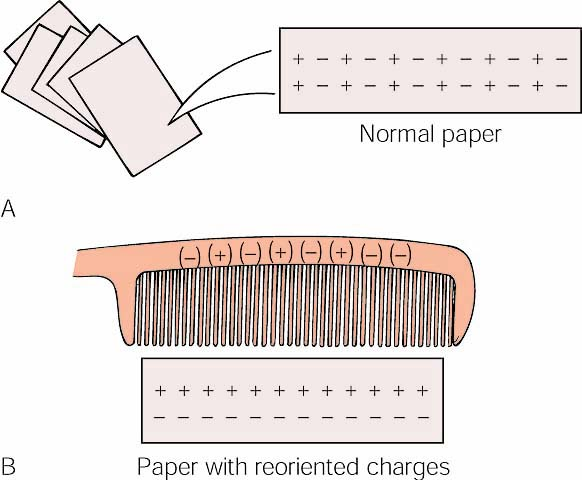 + − + − + − + − + − + −
+ − + − + − + − + − + −
Normal paper
A
(−) (+) (−) (+) (−) (+) (−) (−)
+ + + + + + + + + + + +
− − − − − − − − − − − −
B Paper with reoriented charges